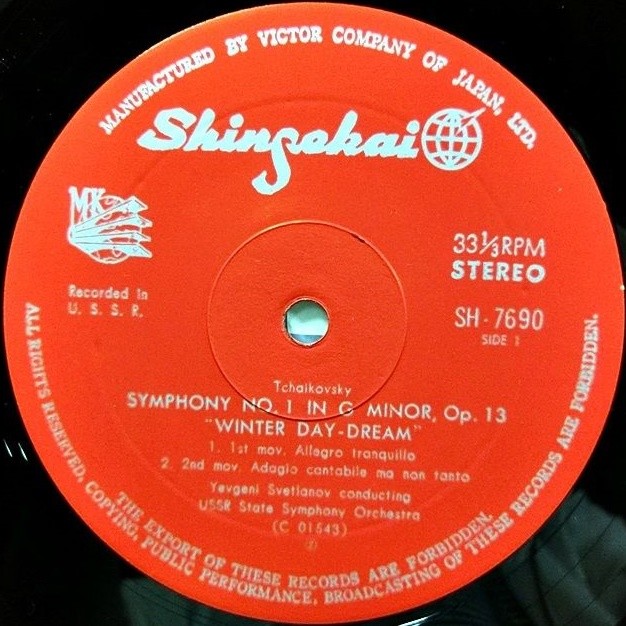 MANUFACTURED BY VICTOR COMPANY OF JAPAN, LTD.
Shinsekai
MK
33⅓RPM
STEREO
Recorded in
U. S. S. R.
SH-7690
SIDE 1
Tchaikovsky
SYMPHONY NO. 1 IN G MINOR, Op. 13
"WINTER DAY-DREAM"
1. 1st mov. Allegro tranquillo
2. 2nd mov. Adagio cantabile ma non tanto
Yevgeni Svetlanov conducting
USSR State Symphony Orchestra
(C 01543)
THE EXPORT OF THESE RECORDS ARE FORBIDDEN.
ALL RIGHTS RESERVED, COPYING, PUBLIC PERFORMANCE, BROADCASTING OF THESE RECORDS ARE FORBIDDEN.